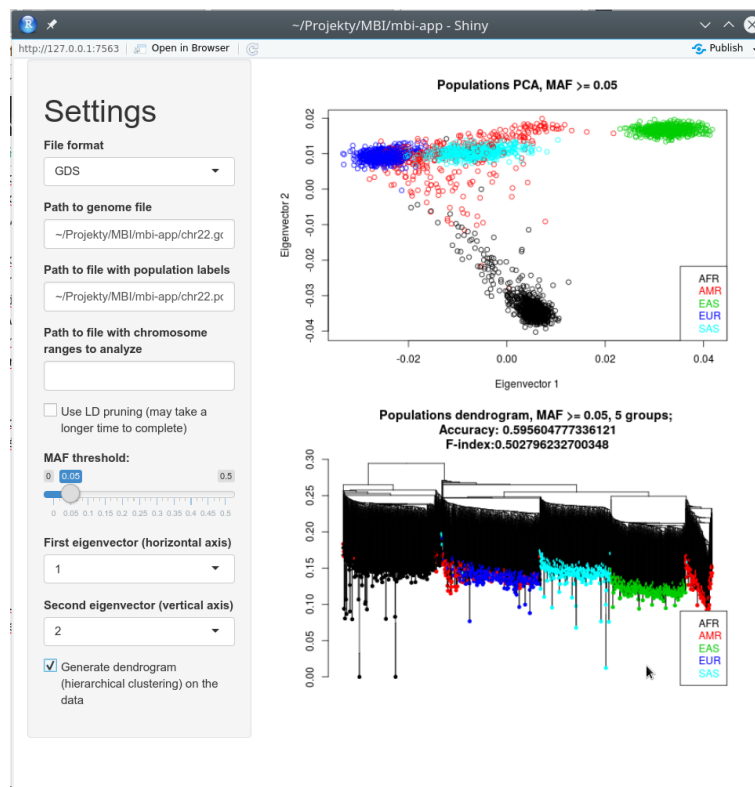 ~/Projekty/MBI/mbi-app - Shiny
http://127.0.0.1:7563 Open in Browser Publish
Settings
File format
GDS
Path to genome file
~/Projekty/MBI/mbi-app/chr22.gc
Path to file with population labels
~/Projekty/MBI/mbi-app/chr22.pc
Path to file with chromosome
ranges to analyze
Use LD pruning (may take a
longer time to complete)
MAF threshold:
0 0.05 0.5
0 0.05 0.1 0.15 0.2 0.25 0.3 0.35 0.4 0.45 0.5
First eigenvector (horizontal axis)
1
Second eigenvector (vertical axis)
2
Generate dendrogram
(hierarchical clustering) on the
data
Populations PCA, MAF >= 0.05
Eigenvector 2
0.02
0.01
0.00
-0.01
-0.02
-0.03
-0.04
AFR
AMR
EAS
EUR
SAS
-0.02 0.00 0.02 0.04
Eigenvector 1
Populations dendrogram, MAF >= 0.05, 5 groups;
Accuracy: 0.595604777336121
F-index:0.502796232700348
0.30
0.25
0.20
0.15
0.10
0.05
0.00
AFR
AMR
EAS
EUR
SAS